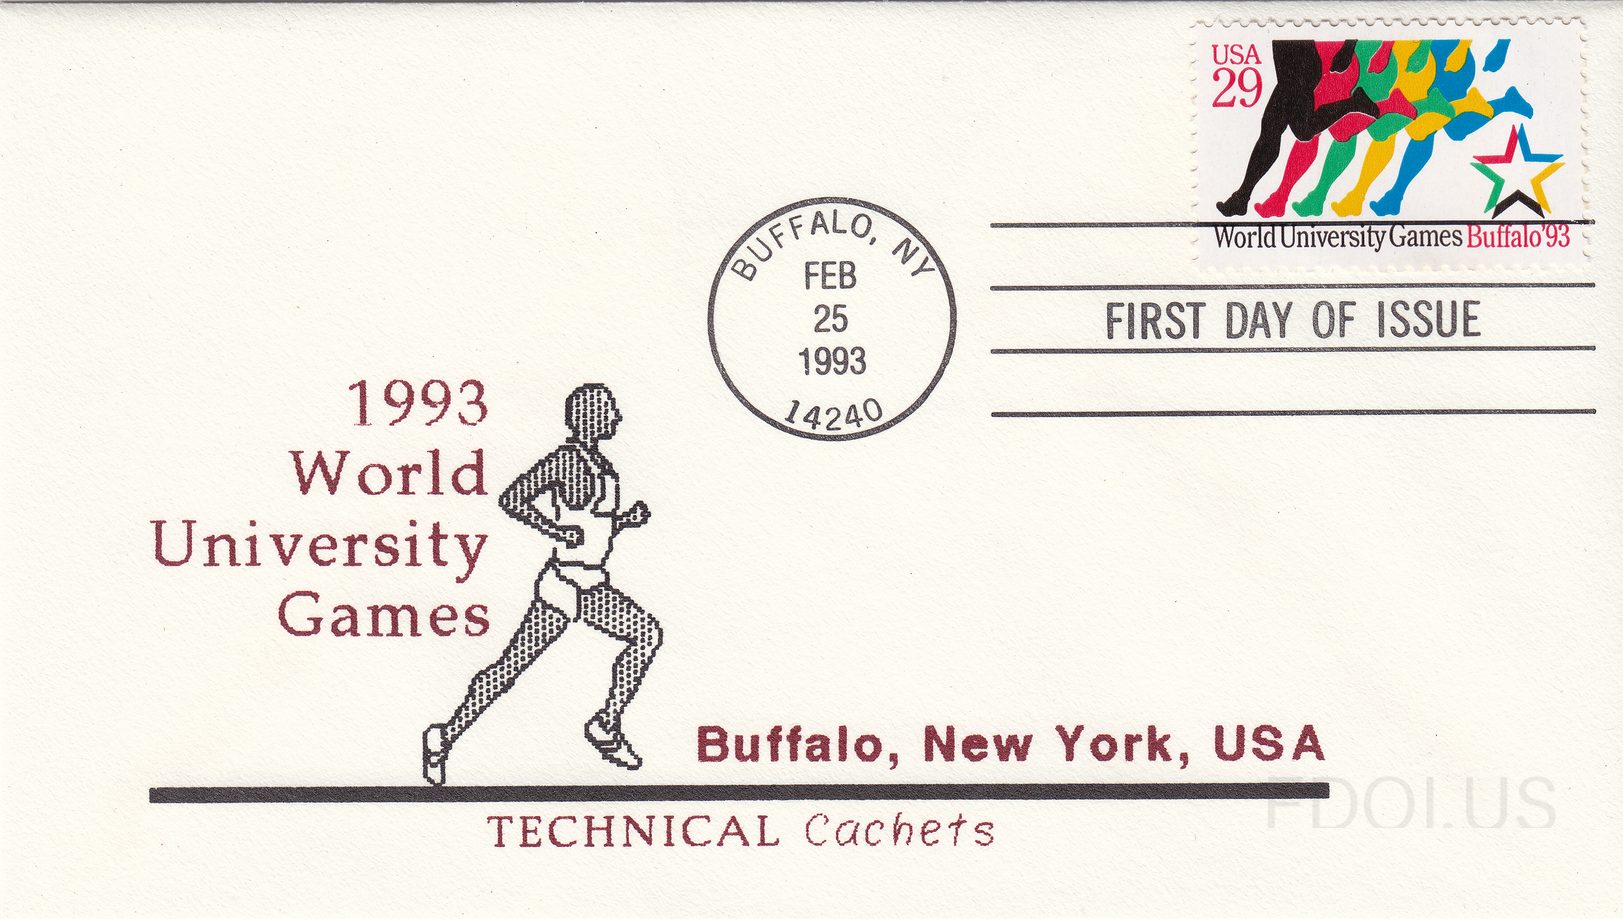 USA
29
World University Games Buffalo '93
BUFFALO, NY
FEB
25
1993
14240
FIRST DAY OF ISSUE
1993
World
University
Games
Buffalo, New York, USA
TECHNICAL Cachets
FDOI.US